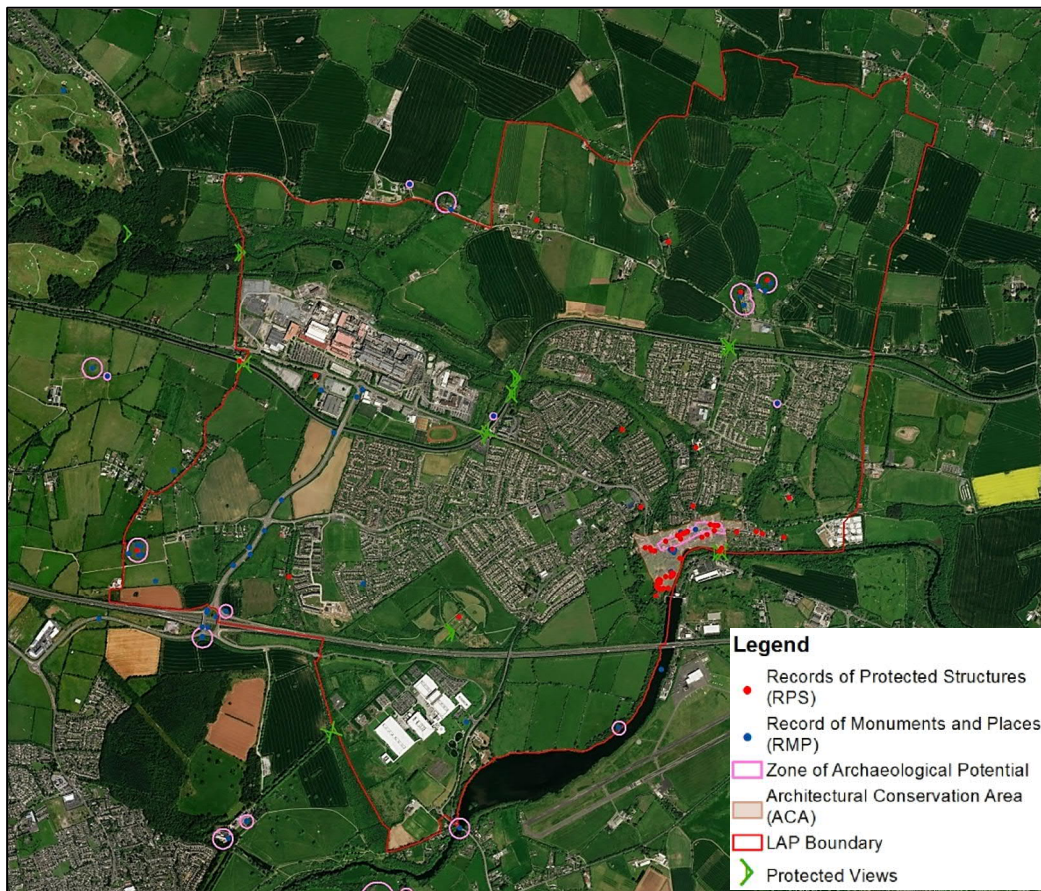 Legend
Records of Protected Structures
(RPS)
Record of Monuments and Places
(RMP)
Zone of Archaeological Potential
Architectural Conservation Area
(ACA)
LAP Boundary
Protected Views